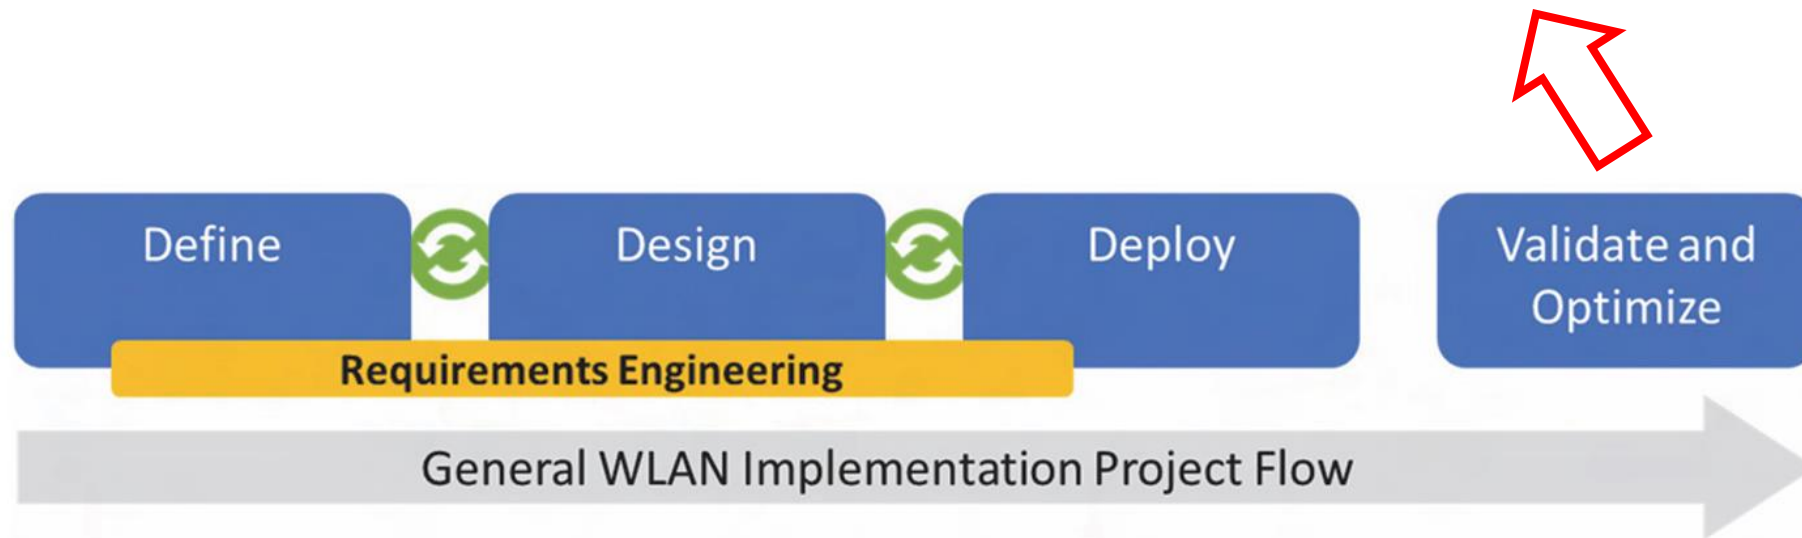 Define
Design
Deploy
Validate and
Optimize
Requirements Engineering
General WLAN Implementation Project Flow